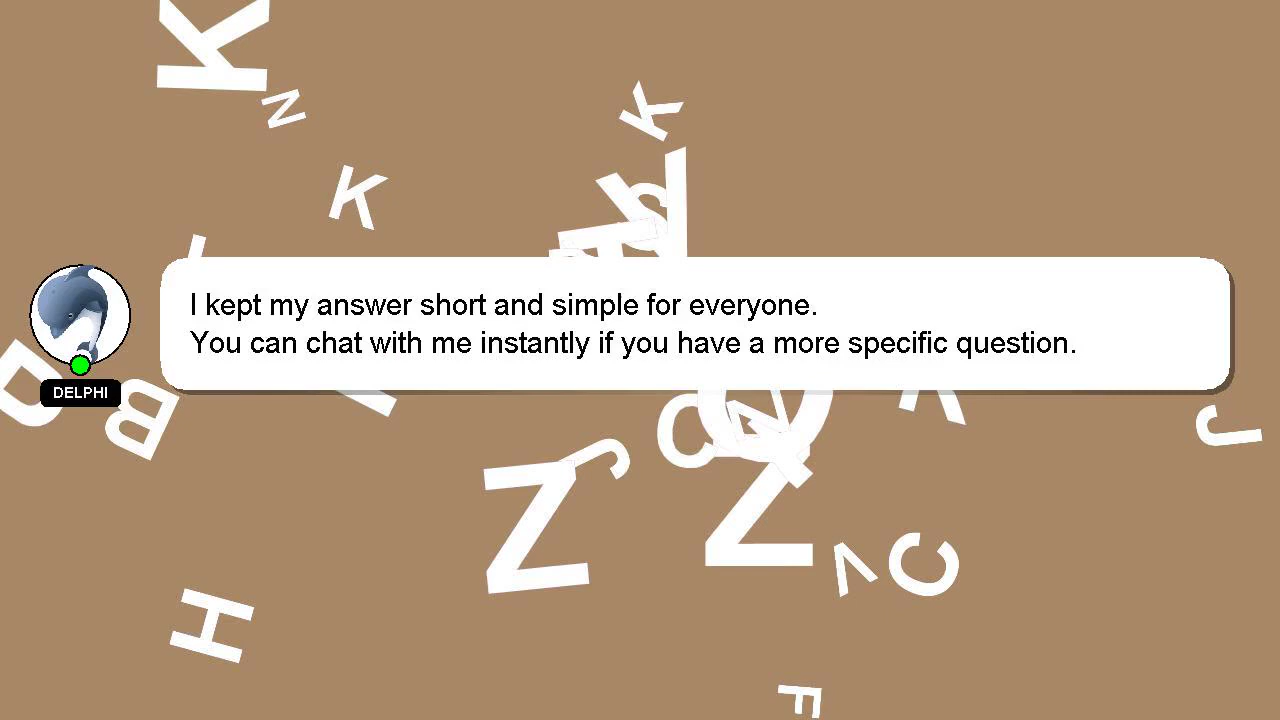 K
N
K
K
S
I kept my answer short and simple for everyone.
You can chat with me instantly if you have a more specific question.
DELPHI
B
J
C
N
J
Z
Z
V
C
H
F